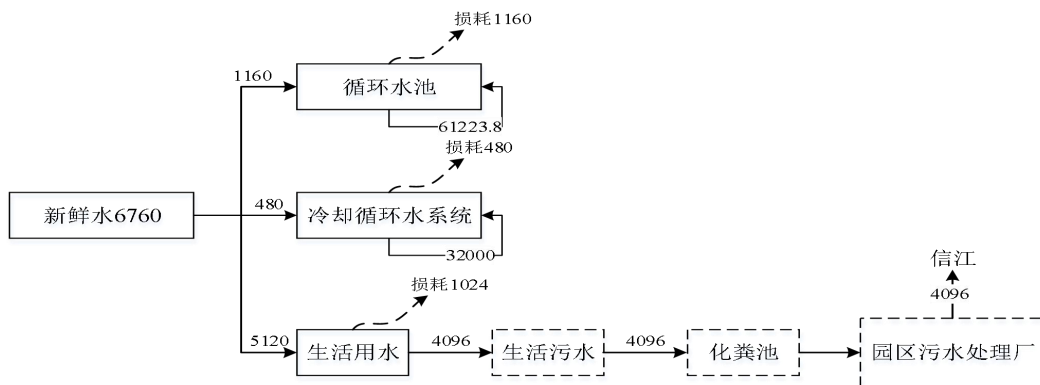 损耗1160
1160
循环水池
61223.8
损耗480
新鲜水6760
480
冷却循环水系统
32000
信江
损耗1024
4096
5120
生活用水
4096
生活污水
4096
化粪池
园区污水处理厂